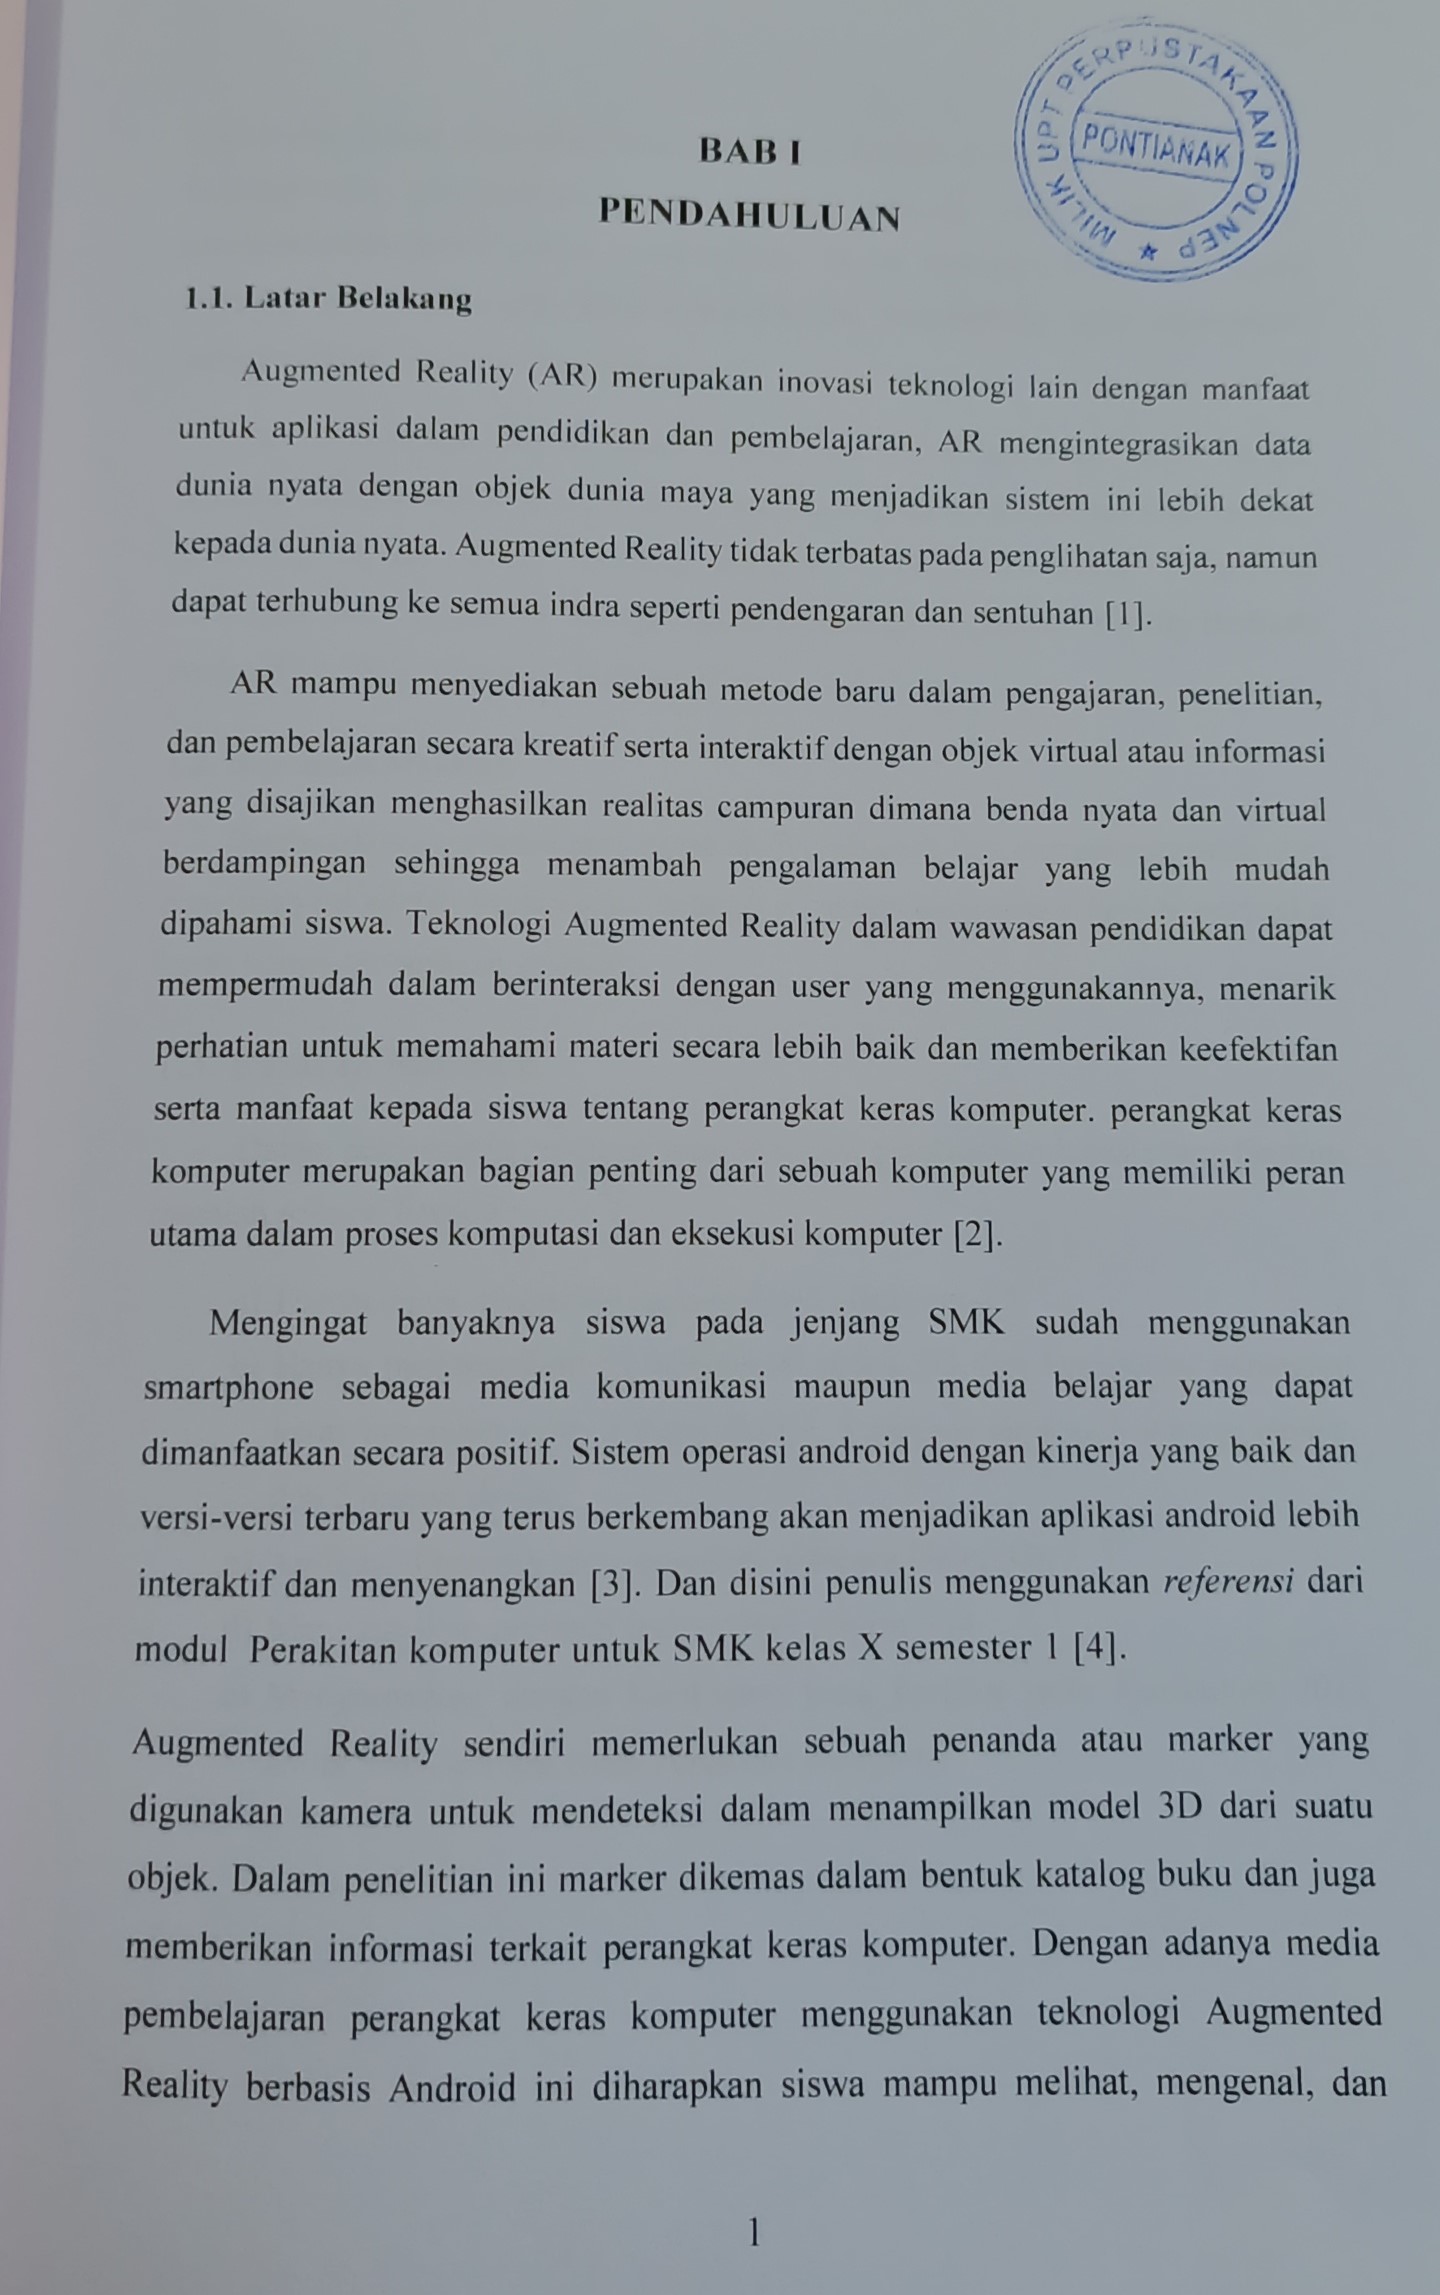 MILIK UPT PERPUSTAKAAN POLNEP
PONTIANAK
BAB I
PENDAHULUAN
1.1. Latar Belakang
Augmented Reality (AR) merupakan inovasi teknologi lain dengan manfaat
untuk aplikasi dalam pendidikan dan pembelajaran, AR mengintegrasikan data
dunia nyata dengan objek dunia maya yang menjadikan sistem ini lebih dekat
kepada dunia nyata. Augmented Reality tidak terbatas pada penglihatan saja, namun
dapat terhubung ke semua indra seperti pendengaran dan sentuhan [1].
AR mampu menyediakan sebuah metode baru dalam pengajaran, penelitian,
dan pembelajaran secara kreatif serta interaktif dengan objek virtual atau informasi
yang disajikan menghasilkan realitas campuran dimana benda nyata dan virtual
berdampingan sehingga menambah pengalaman belajar yang lebih mudah
dipahami siswa. Teknologi Augmented Reality dalam wawasan pendidikan dapat
mempermudah dalam berinteraksi dengan user yang menggunakannya, menarik
perhatian untuk memahami materi secara lebih baik dan memberikan keefektifan
serta manfaat kepada siswa tentang perangkat keras komputer. perangkat keras
komputer merupakan bagian penting dari sebuah komputer yang memiliki peran
utama dalam proses komputasi dan eksekusi komputer [2].
Mengingat banyaknya siswa pada jenjang SMK sudah menggunakan
smartphone sebagai media komunikasi maupun media belajar yang dapat
dimanfaatkan secara positif. Sistem operasi android dengan kinerja yang baik dan
versi-versi terbaru yang terus berkembang akan menjadikan aplikasi android lebih
interaktif dan menyenangkan [3]. Dan disini penulis menggunakan referensi dari
modul Perakitan komputer untuk SMK kelas X semester 1 [4].
Augmented Reality sendiri memerlukan sebuah penanda atau marker yang
digunakan kamera untuk mendeteksi dalam menampilkan model 3D dari suatu
objek. Dalam penelitian ini marker dikemas dalam bentuk katalog buku dan juga
memberikan informasi terkait perangkat keras komputer. Dengan adanya media
pembelajaran perangkat keras komputer menggunakan teknologi Augmented
Reality berbasis Android ini diharapkan siswa mampu melihat, mengenal, dan
1